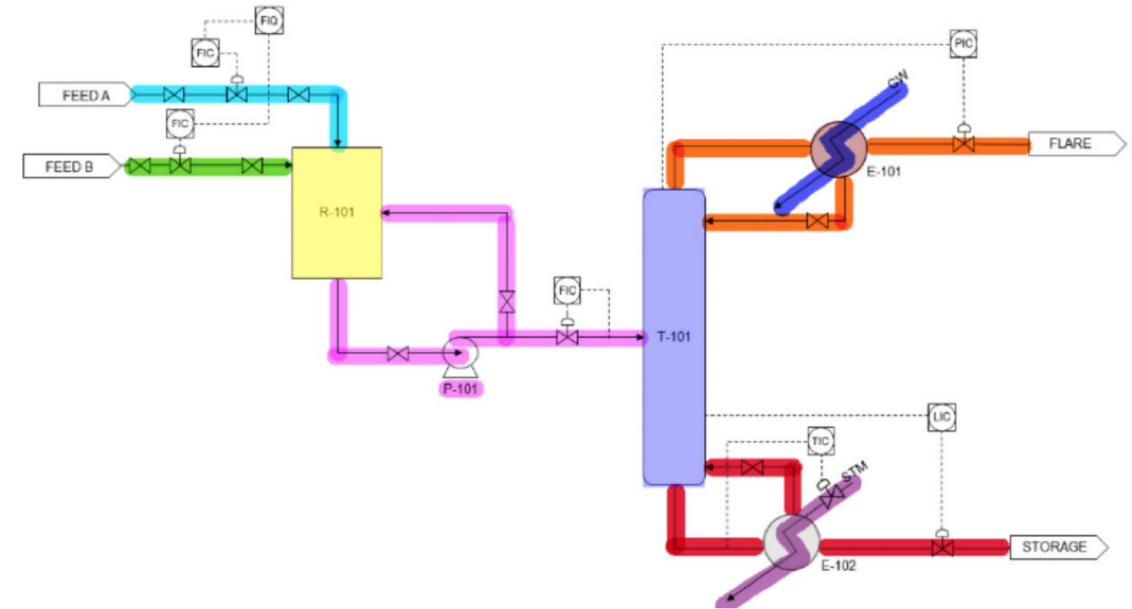 FIQ
FIC
PIC
FEED A
CW
FIC
FLARE
FEED B
E-101
R-101
FIC
T-101
P-101
LIC
TIC
STM
STORAGE
E-102